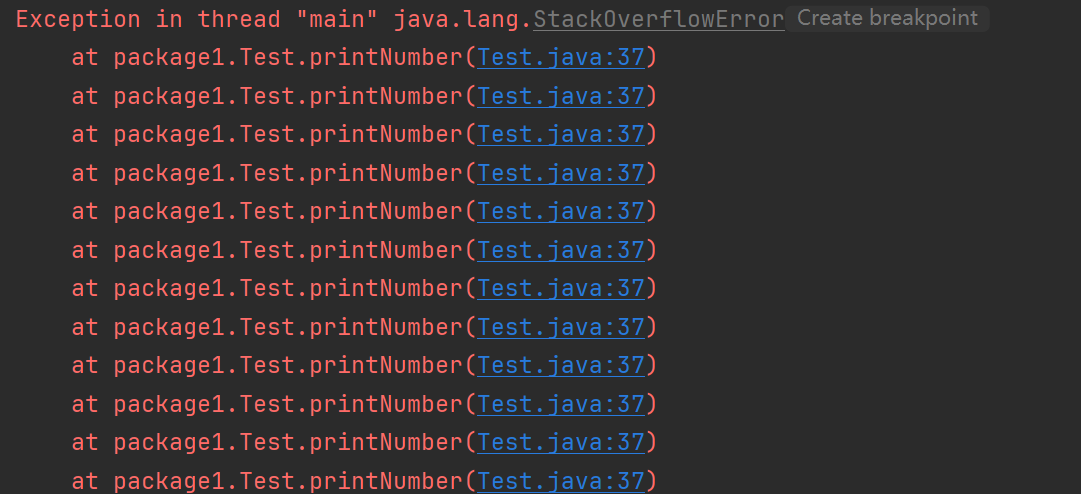 Exception in thread "main" java.lang.StackOverflowError Create breakpoint
at package1.Test.printNumber(Test.java:37)
at package1.Test.printNumber(Test.java:37)
at package1.Test.printNumber(Test.java:37)
at package1.Test.printNumber(Test.java:37)
at package1.Test.printNumber(Test.java:37)
at package1.Test.printNumber(Test.java:37)
at package1.Test.printNumber(Test.java:37)
at package1.Test.printNumber(Test.java:37)
at package1.Test.printNumber(Test.java:37)
at package1.Test.printNumber(Test.java:37)
at package1.Test.printNumber(Test.java:37)
at package1.Test.printNumber(Test.java:37)